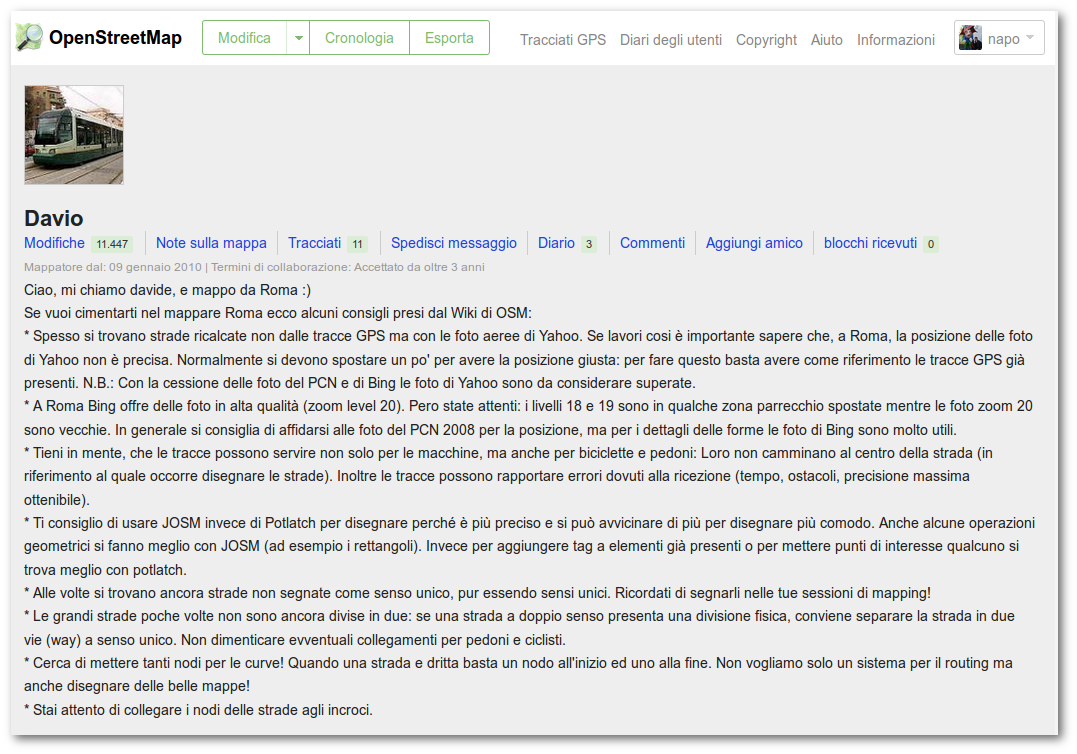 OpenStreetMap Modifica Cronologia Esporta Tracciati GPS Diari degli utenti Copyright Aiuto Informazioni napo
Davio
Modifiche 11.447 Note sulla mappa Tracciati 11 Spedisci messaggio Diario 3 Commenti Aggiungi amico blocchi ricevuti 0
Mappatore dal: 09 gennaio 2010 | Termini di collaborazione: Accettato da oltre 3 anni
Ciao, mi chiamo davide, e mappo da Roma :)
Se vuoi cimentarti nel mappare Roma ecco alcuni consigli presi dal Wiki di OSM:
* Spesso si trovano strade ricalcate non dalle tracce GPS ma con le foto aeree di Yahoo. Se lavori cosi è importante sapere che, a Roma, la posizione delle foto
di Yahoo non è precisa. Normalmente si devono spostare un po' per avere la posizione giusta: per fare questo basta avere come riferimento le tracce GPS già
presenti. N.B.: Con la cessione delle foto del PCN e di Bing le foto di Yahoo sono da considerare superate.
* A Roma Bing offre delle foto in alta qualità (zoom level 20). Pero state attenti: i livelli 18 e 19 sono in qualche zona parrecchio spostate mentre le foto zoom 20
sono vecchie. In generale si consiglia di affidarsi alle foto del PCN 2008 per la posizione, ma per i dettagli delle forme le foto di Bing sono molto utili.
* Tieni in mente, che le tracce possono servire non solo per le macchine, ma anche per biciclette e pedoni: Loro non camminano al centro della strada (in
riferimento al quale occorre disegnare le strade). Inoltre le tracce possono rapportare errori dovuti alla ricezione (tempo, ostacoli, precisione massima
ottenibile).
* Ti consiglio di usare JOSM invece di Potlatch per disegnare perché è più preciso e si può avvicinare di più per disegnare più comodo. Anche alcune operazioni
geometrici si fanno meglio con JOSM (ad esempio i rettangoli). Invece per aggiungere tag a elementi già presenti o per mettere punti di interesse qualcuno si
trova meglio con potlatch.
* Alle volte si trovano ancora strade non segnate come senso unico, pur essendo sensi unici. Ricordati di segnarli nelle tue sessioni di mapping!
* Le grandi strade poche volte non sono ancora divise in due: se una strada a doppio senso presenta una divisione fisica, conviene separare la strada in due
vie (way) a senso unico. Non dimenticare evventuali collegamenti per pedoni e ciclisti.
* Cerca di mettere tanti nodi per le curve! Quando una strada e dritta basta un nodo all'inizio ed uno alla fine. Non vogliamo solo un sistema per il routing ma
anche disegnare delle belle mappe!
* Stai attento di collegare i nodi delle strade agli incroci.